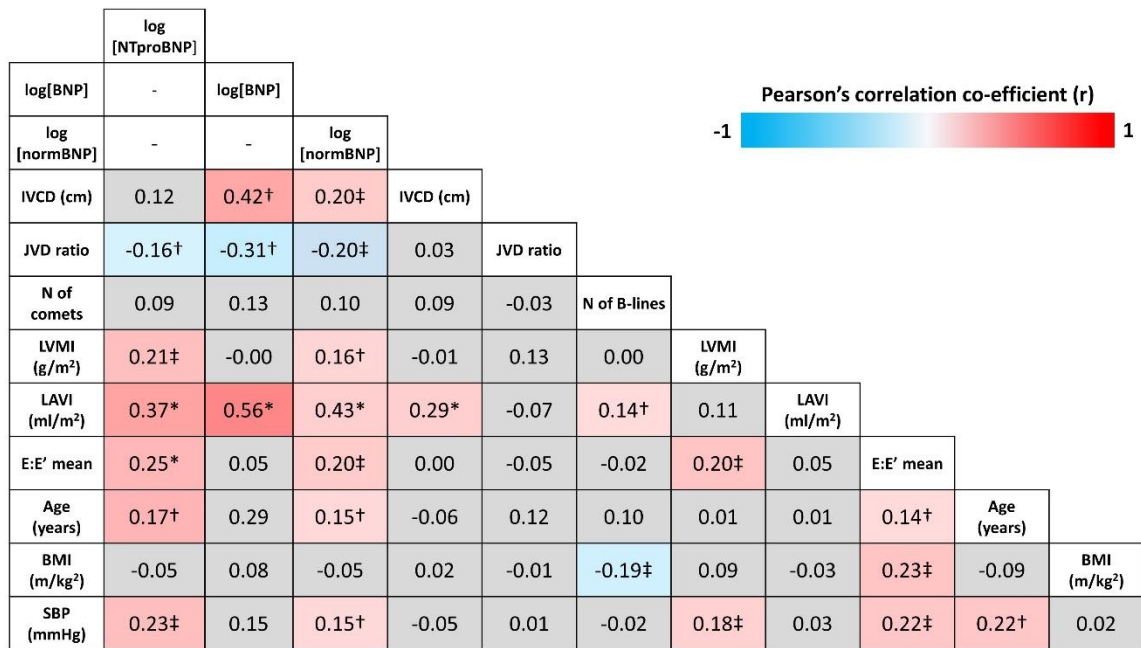 log
[NTproBNP]
log[BNP] - log[BNP]
Pearson's correlation co-efficient (r)
-1 1
log
[normBNP] - - log
[normBNP]
IVCD (cm) 0.12 0.42† 0.20‡ IVCD (cm)
JVD ratio -0.16† -0.31† -0.20‡ 0.03 JVD ratio
N of
comets 0.09 0.13 0.10 0.09 -0.03 N of B-lines
LVMI
(g/m²) 0.21‡ -0.00 0.16† -0.01 0.13 0.00 LVMI
(g/m²)
LAVI
(ml/m²) 0.37* 0.56* 0.43* 0.29* -0.07 0.14† 0.11 LAVI
(ml/m²)
E:E' mean 0.25* 0.05 0.20‡ 0.00 -0.05 -0.02 0.20‡ 0.05 E:E' mean
Age
(years) 0.17† 0.29 0.15† -0.06 0.12 0.10 0.01 0.01 0.14† Age
(years)
BMI
(m/kg²) -0.05 0.08 -0.05 0.02 -0.01 -0.19‡ 0.09 -0.03 0.23‡ -0.09 BMI
(m/kg²)
SBP
(mmHg) 0.23‡ 0.15 0.15† -0.05 0.01 -0.02 0.18‡ 0.03 0.22‡ 0.22† 0.02